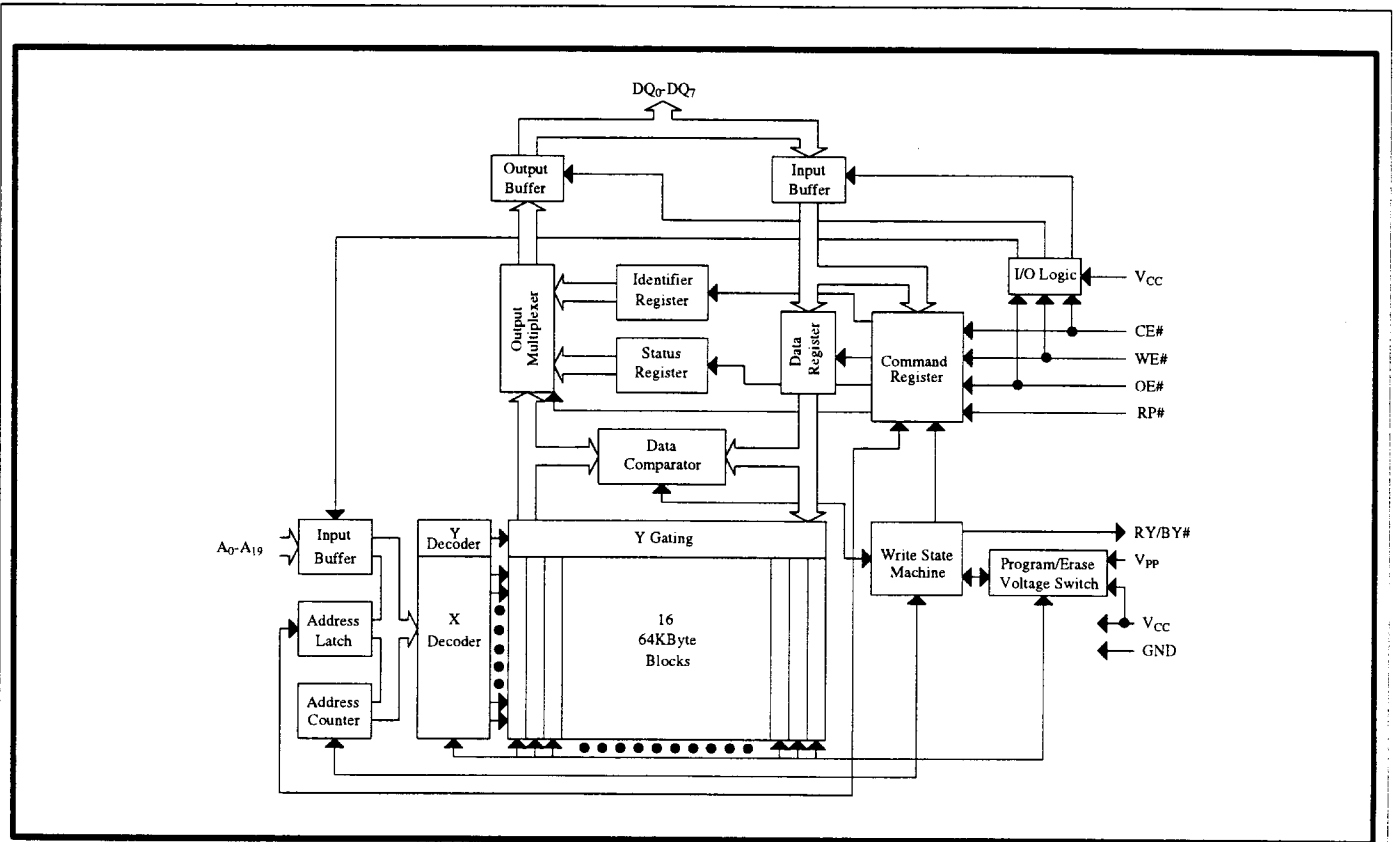 DQ0-DQ7
Output
Buffer
Input
Buffer
I/O Logic
VCC
Output
Multiplexer
Identifier
Register
Status
Register
Data
Register
Command
Register
CE#
WE#
OE#
RP#
Data
Comparator
A0-A19
Input
Buffer
Y
Decoder
Y Gating
Write State
Machine
RY/BY#
Program/Erase
Voltage Switch
VPP
VCC
GND
Address
Latch
X
Decoder
16
64KByte
Blocks
Address
Counter